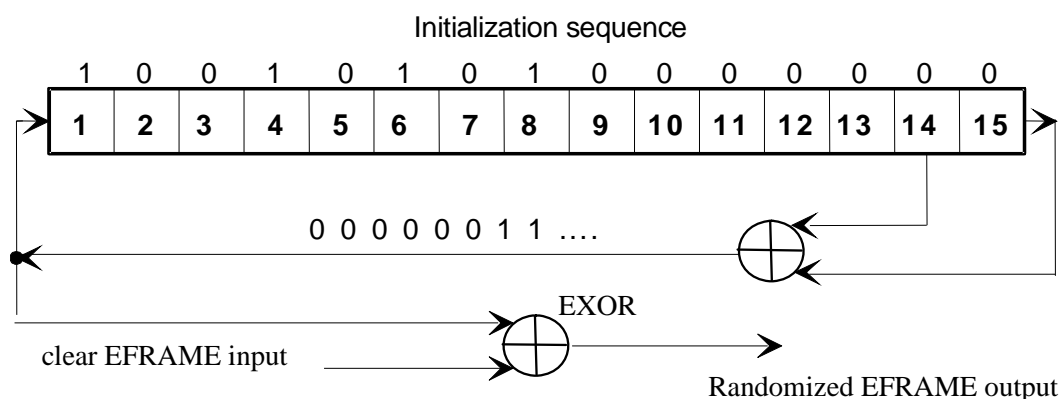 Initialization sequence
1 0 0 1 0 1 0 1 0 0 0 0 0 0 0
1 2 3 4 5 6 7 8 9 10 11 12 13 14 15
0 0 0 0 0 0 1 1 ....
EXOR
clear EFRAME input
Randomized EFRAME output